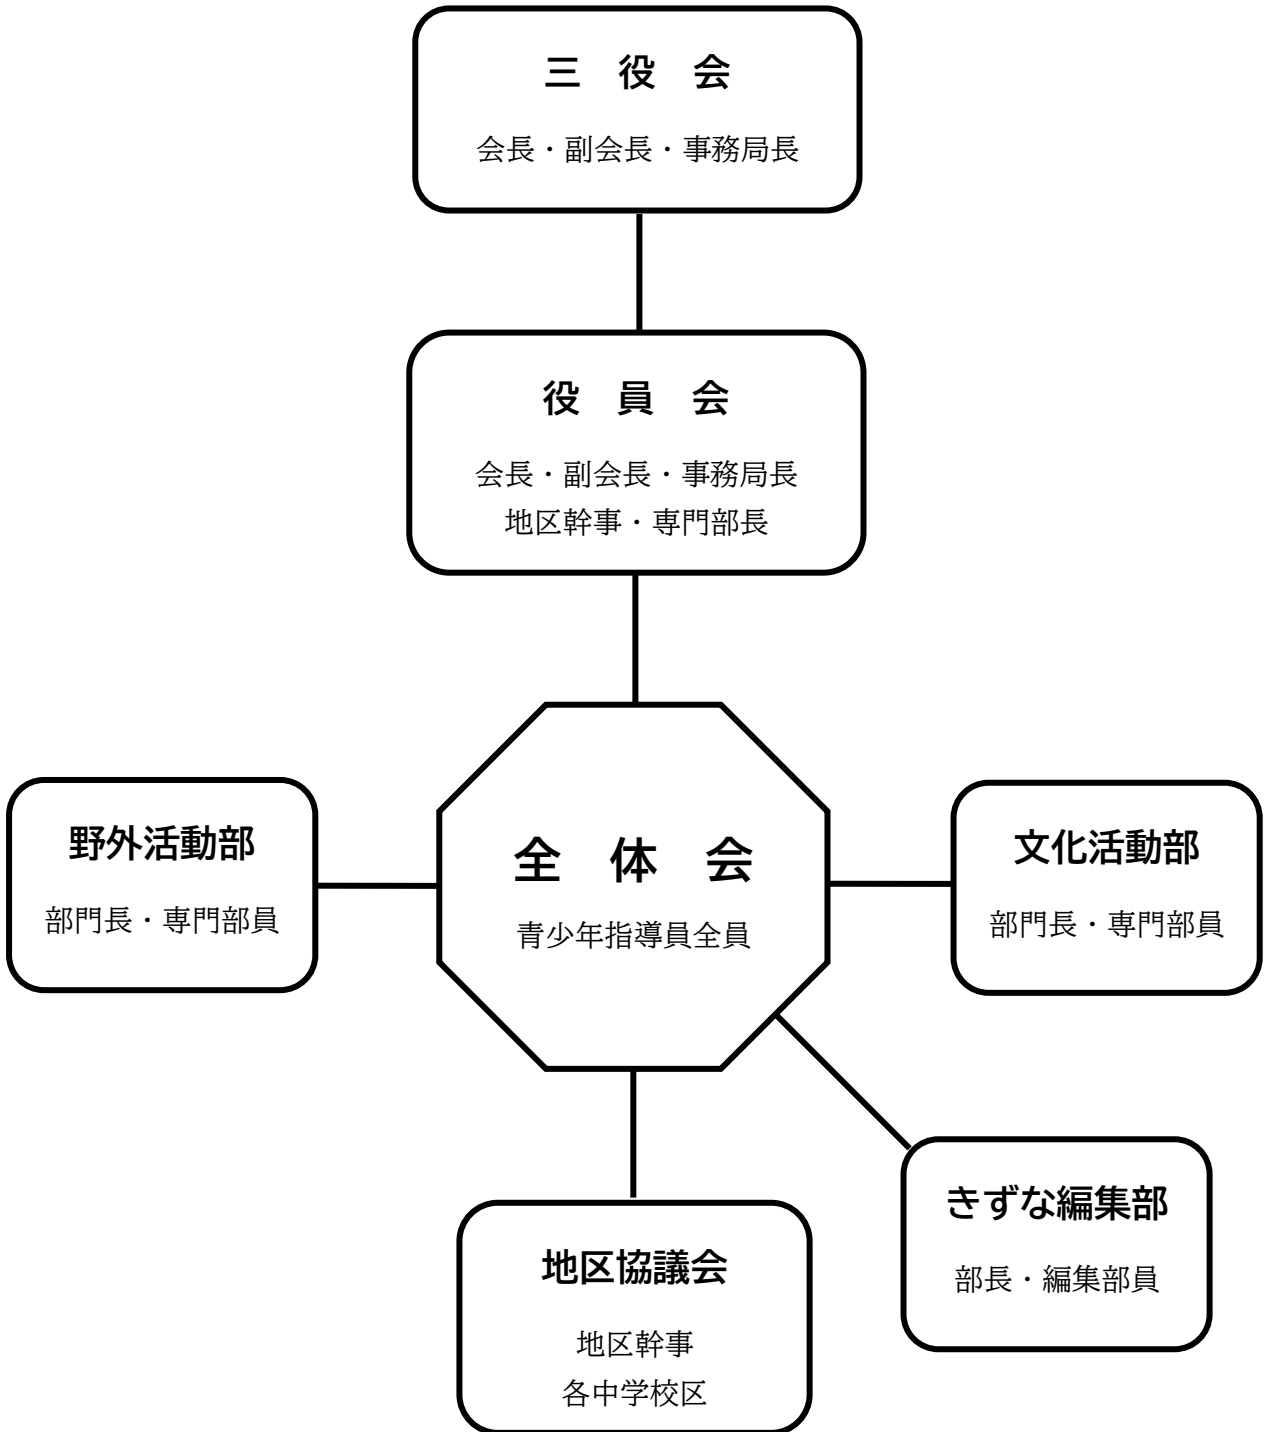 三　役　会
会長・副会長・事務局長
役　員　会
会長・副会長・事務局長
地区幹事・専門部長
全　体　会
青少年指導員全員
野外活動部
部門長・専門部員
文化活動部
部門長・専門部員
きずな編集部
部長・編集部員
地区協議会
地区幹事
各中学校区